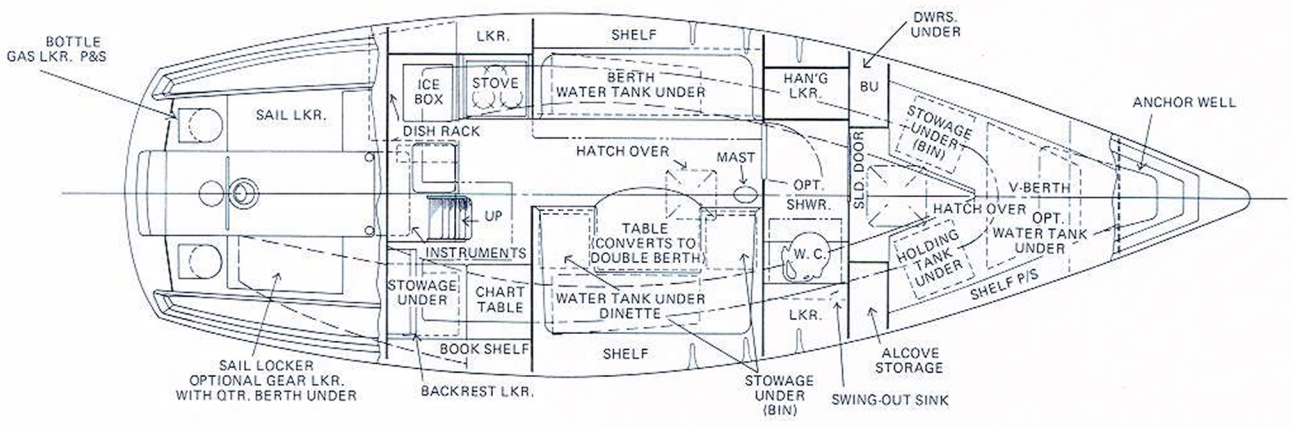 BOTTLE
GAS LKR. P&S
SAIL LKR.
ICE
BOX
STOVE
LKR.
SHELF
BERTH
WATER TANK UNDER
HAN'G
LKR.
DWRS.
UNDER
BU
STOWAGE
UNDER
(BIN)
ANCHOR WELL
DISH RACK
HATCH OVER
MAST
OPT.
SHWR.
SLD. DOOR
V-BERTH
HATCH OVER
OPT.
WATER TANK
UNDER
UP
INSTRUMENTS
TABLE
(CONVERTS TO
DOUBLE BERTH)
W.C.
HOLDING
TANK
UNDER
SHELF P/S
STOWAGE
UNDER
CHART
TABLE
WATER TANK UNDER
DINETTE
LKR.
BOOK SHELF
SHELF
SAIL LOCKER
OPTIONAL GEAR LKR.
WITH QTR. BERTH UNDER
BACKREST LKR.
STOWAGE
UNDER
(BIN)
SWING-OUT SINK
ALCOVE
STORAGE